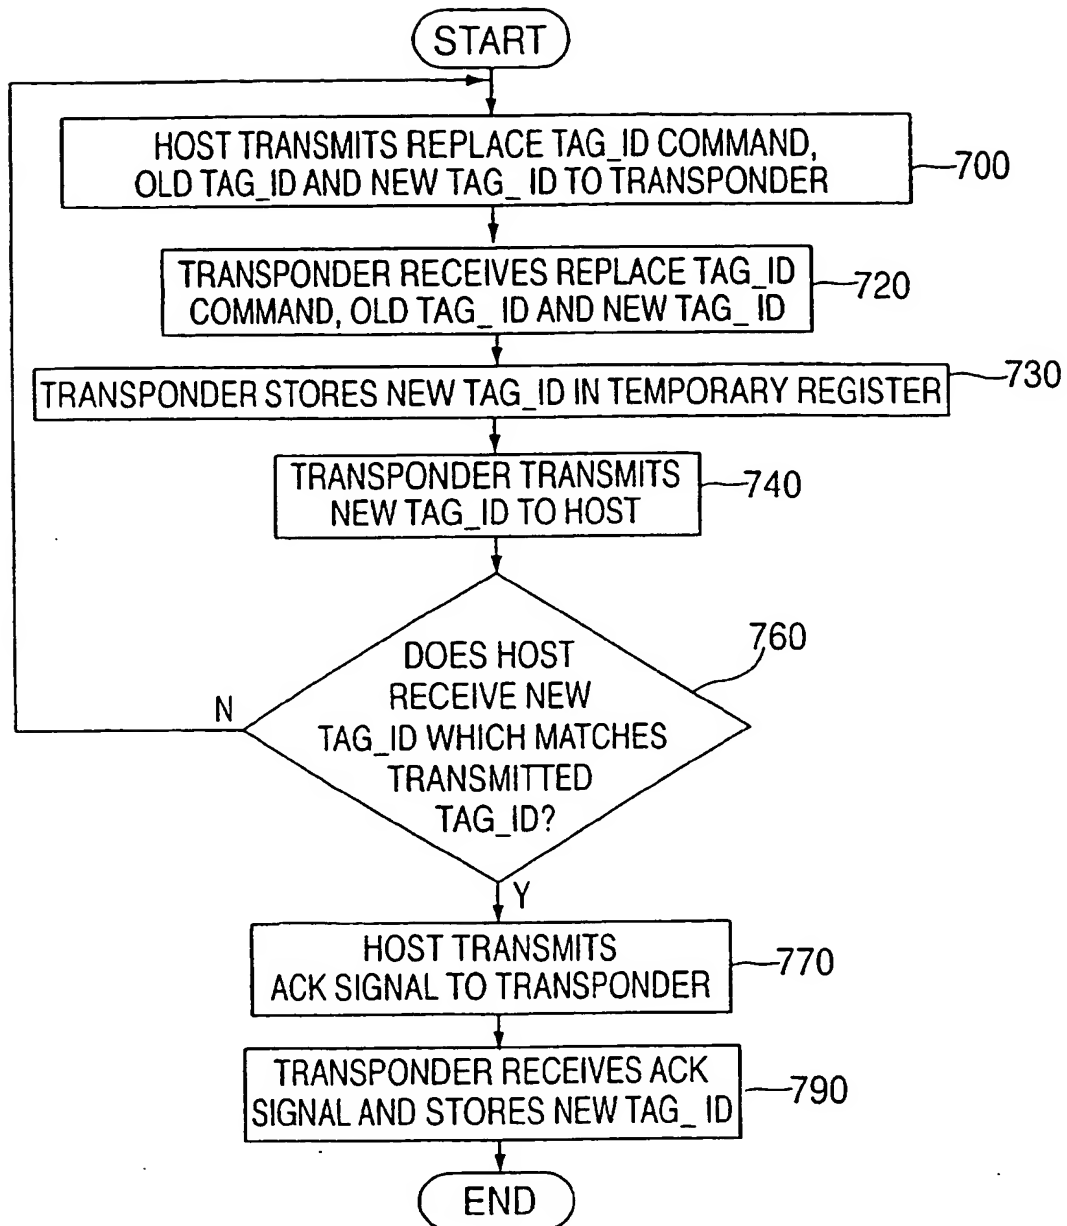 START
HOST TRANSMITS REPLACE TAG_ID COMMAND,
OLD TAG_ID AND NEW TAG_ ID TO TRANSPONDER
700
TRANSPONDER RECEIVES REPLACE TAG_ID
COMMAND, OLD TAG_ ID AND NEW TAG_ ID
720
TRANSPONDER STORES NEW TAG_ID IN TEMPORARY REGISTER
730
TRANSPONDER TRANSMITS
NEW TAG_ID TO HOST
740
DOES HOST
RECEIVE NEW
TAG_ID WHICH MATCHES
TRANSMITTED
TAG_ID?
760
N
Y
HOST TRANSMITS
ACK SIGNAL TO TRANSPONDER
770
TRANSPONDER RECEIVES ACK
SIGNAL AND STORES NEW TAG_ ID
790
END